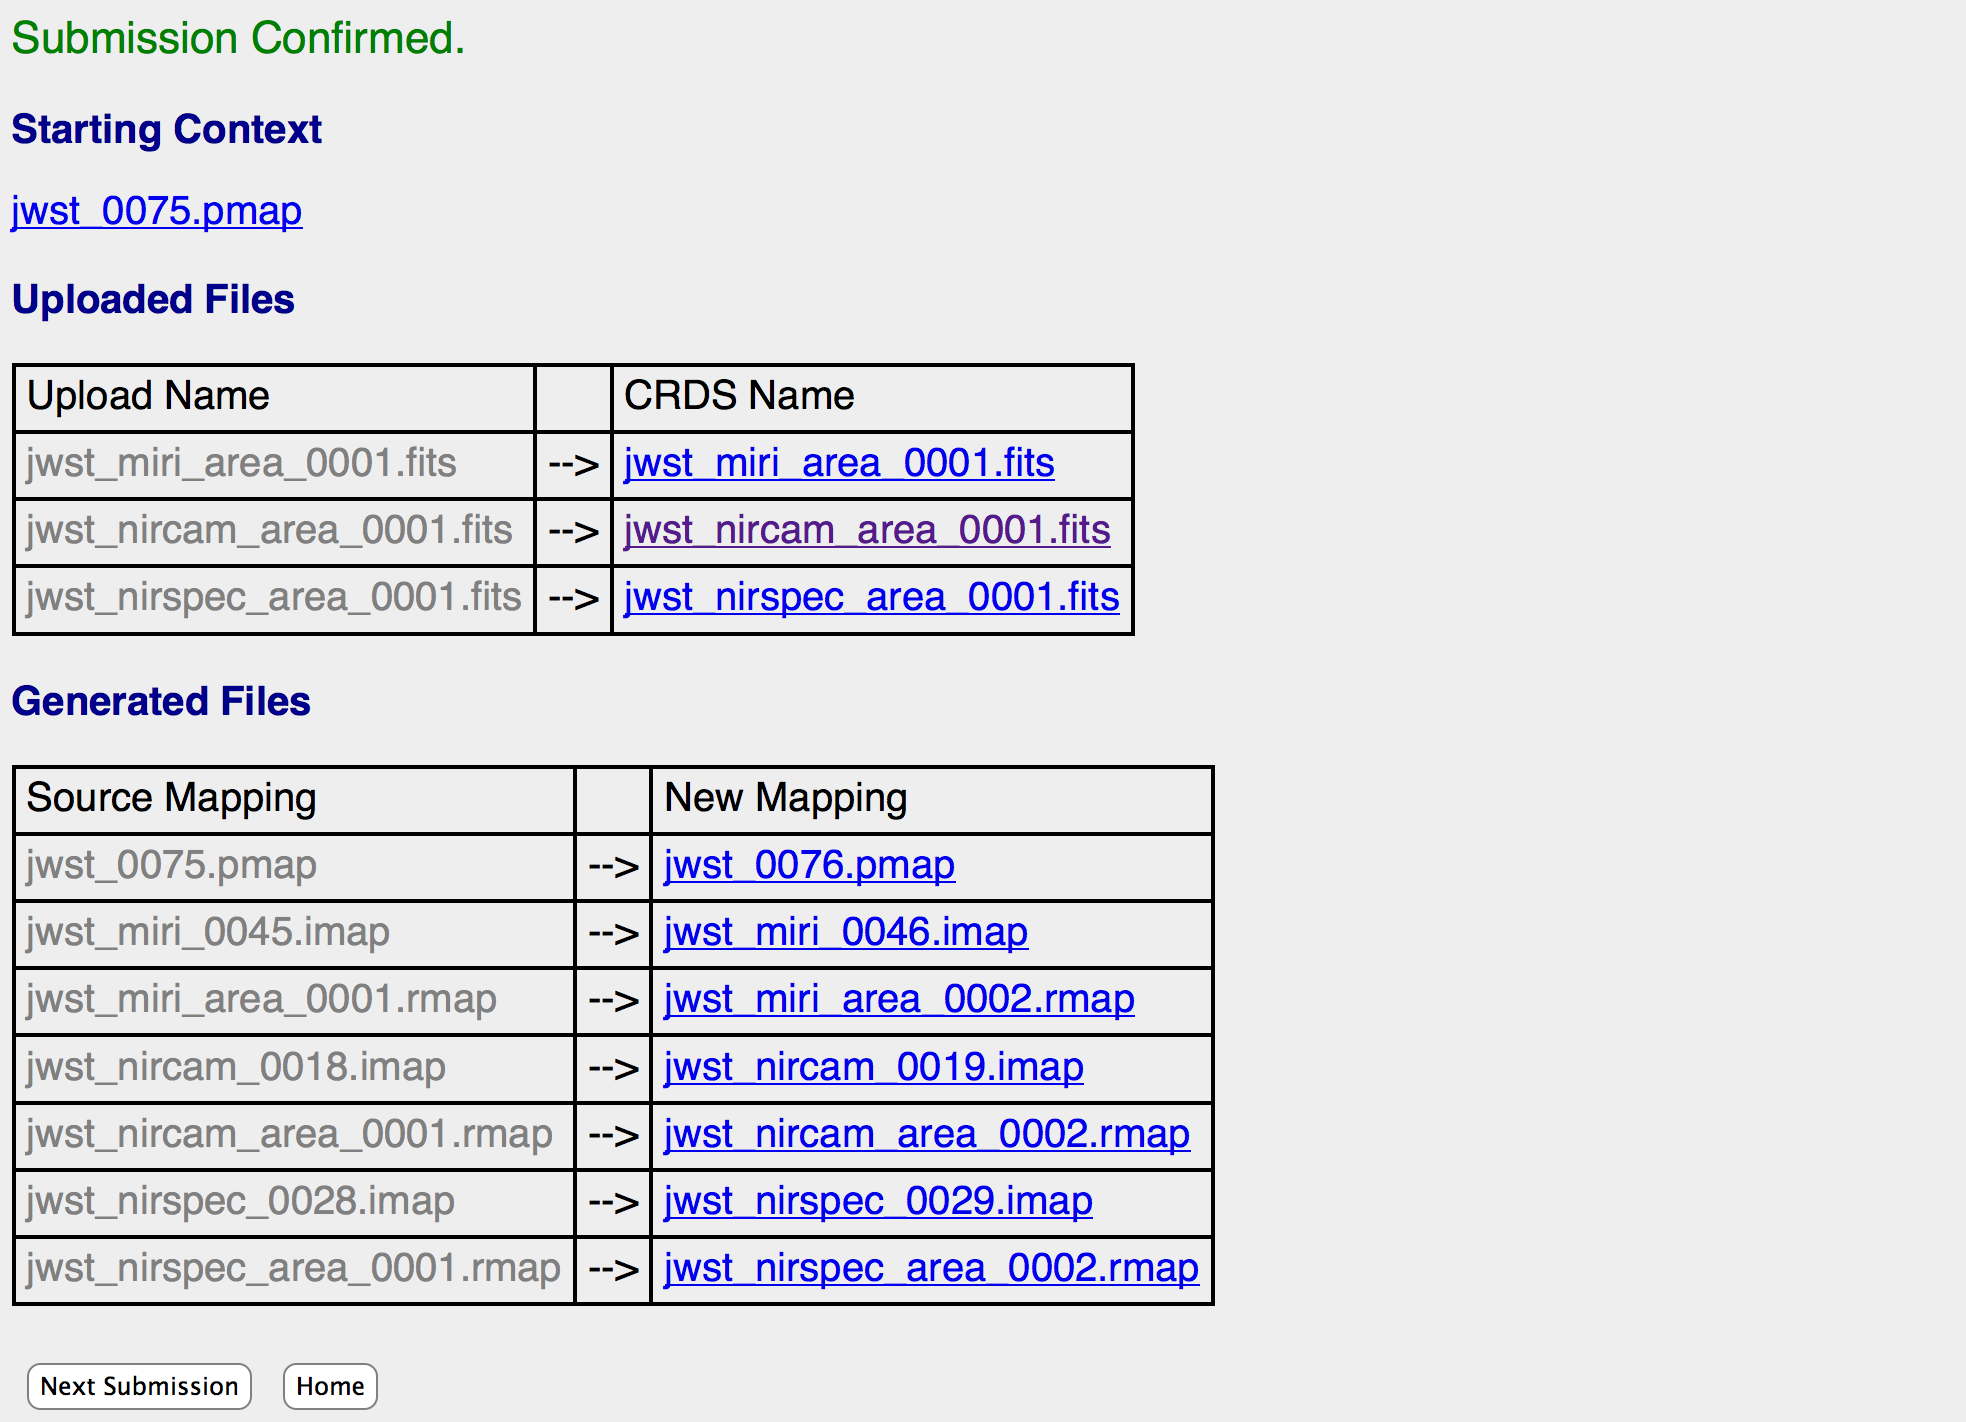 Submission Confirmed.
Starting Context
jwst_0075.pmap
Uploaded Files
Upload Name CRDS Name
jwst_miri_area_0001.fits --> jwst_miri_area_0001.fits
jwst_nircam_area_0001.fits --> jwst_nircam_area_0001.fits
jwst_nirspec_area_0001.fits --> jwst_nirspec_area_0001.fits
Generated Files
Source Mapping New Mapping
jwst_0075.pmap --> jwst_0076.pmap
jwst_miri_0045.imap --> jwst_miri_0046.imap
jwst_miri_area_0001.rmap --> jwst_miri_area_0002.rmap
jwst_nircam_0018.imap --> jwst_nircam_0019.imap
jwst_nircam_area_0001.rmap --> jwst_nircam_area_0002.rmap
jwst_nirspec_0028.imap --> jwst_nirspec_0029.imap
jwst_nirspec_area_0001.rmap --> jwst_nirspec_area_0002.rmap
Next Submission Home